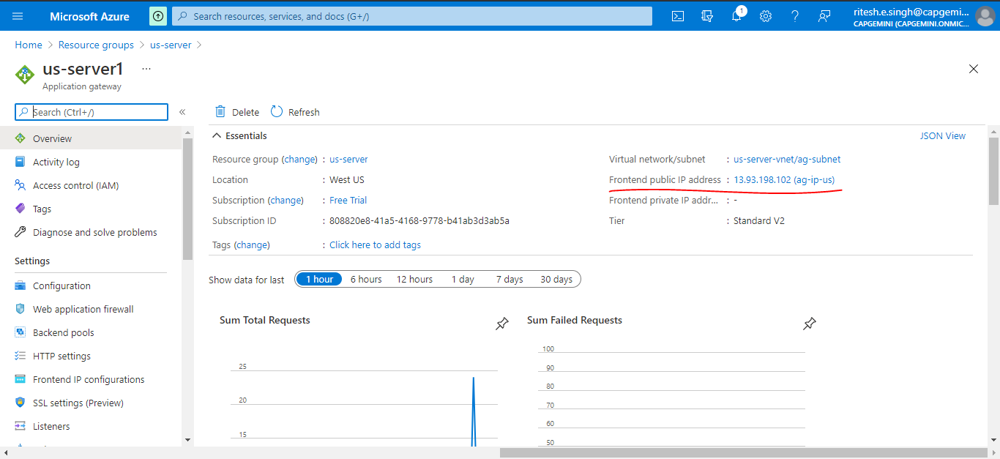 Microsoft Azure
Search resources, services, and docs (G+/)
1
ritesh.e.singh@capgemini...
CAPGEMINI (CAPGEMINI.ONMIC...
Home > Resource groups > us-server >
us-server1 ...
Application gateway
Search (Ctrl+/)
«
Overview
Activity log
Access control (IAM)
Tags
Diagnose and solve problems
Settings
Configuration
Web application firewall
Backend pools
HTTP settings
Frontend IP configurations
SSL settings (Preview)
Listeners
Delete Refresh
Essentials
JSON View
Resource group (change) : us-server
Location : West US
Subscription (change) : Free Trial
Subscription ID : 808820e8-41a5-4168-9778-b41ab3d3ab5a
Tags (change) : Click here to add tags
Virtual network/subnet : us-server-vnet/ag-subnet
Frontend public IP address : 13.93.198.102 (ag-ip-us)
Frontend private IP addr... : -
Tier : Standard V2
Show data for last 1 hour 6 hours 12 hours 1 day 7 days 30 days
Sum Total Requests
25
20
15
Sum Failed Requests
100
90
80
70
60
50